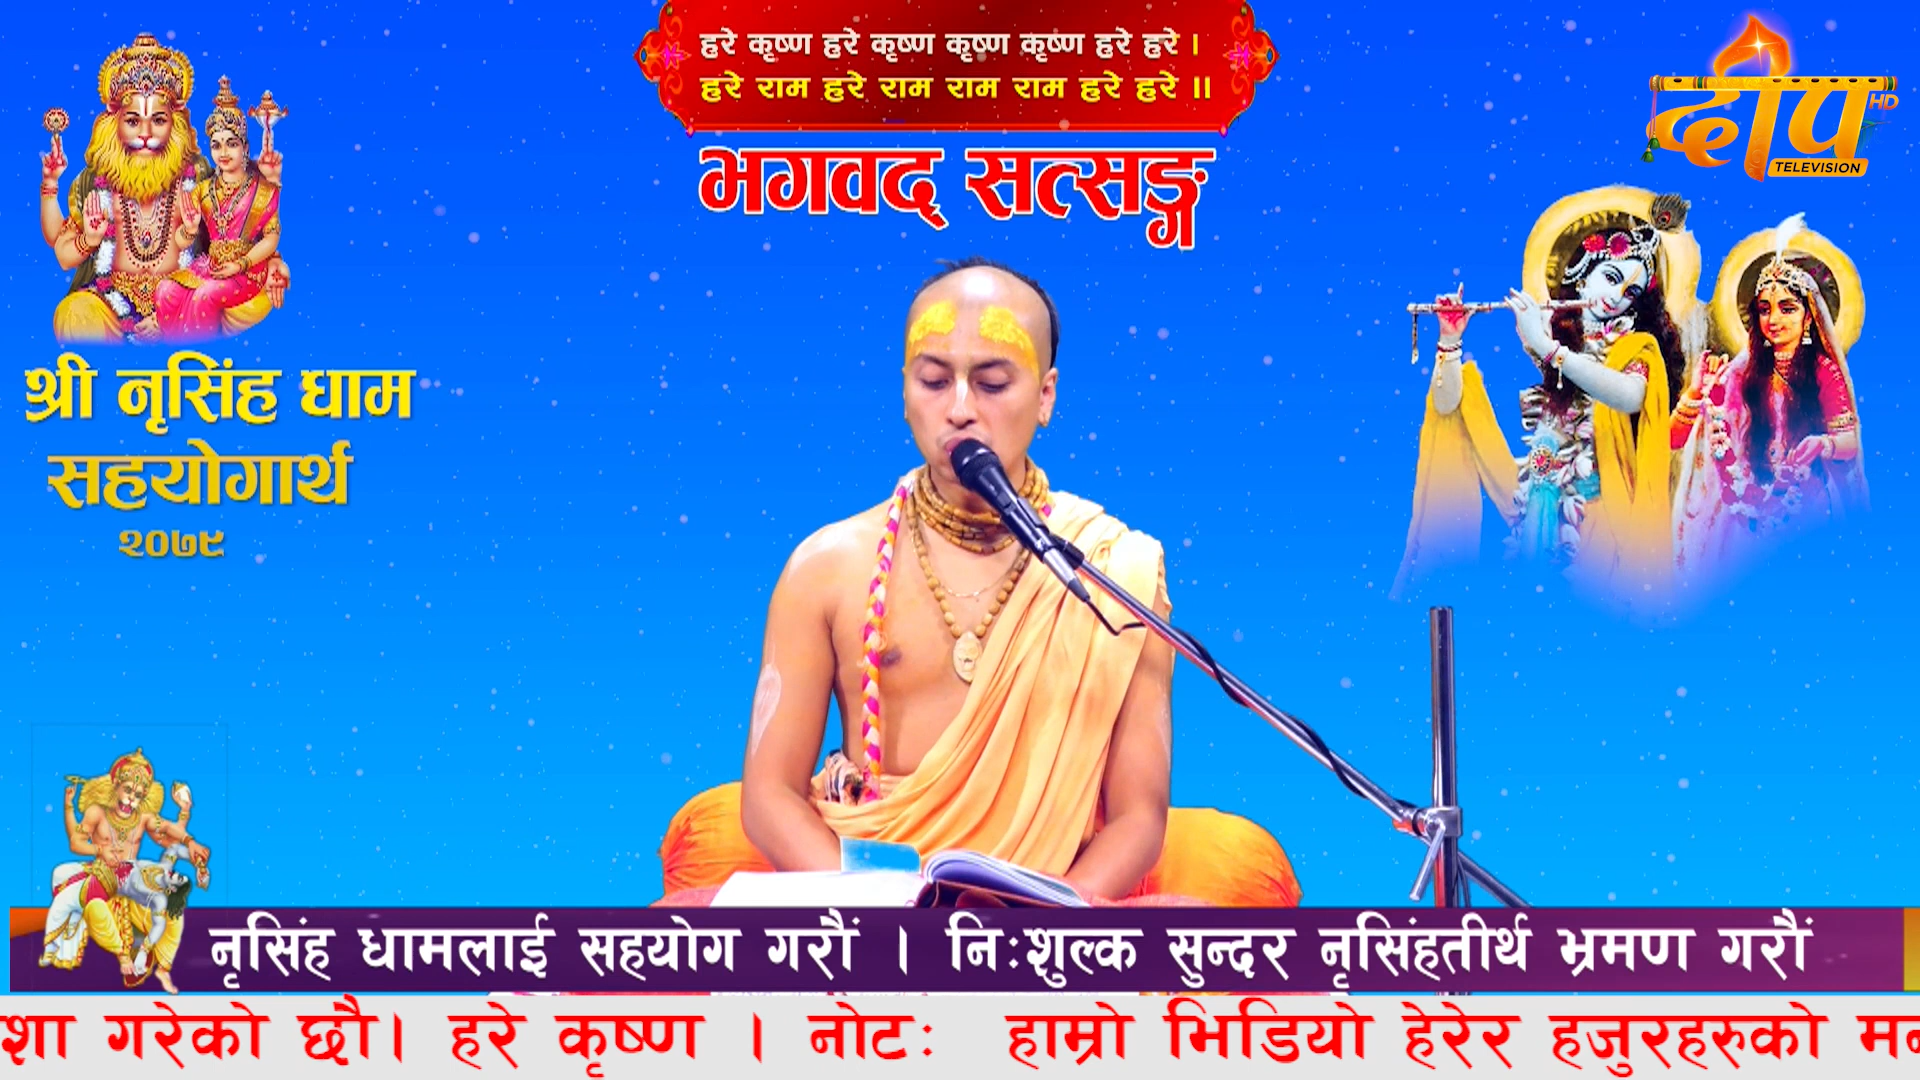 हरे कृष्ण हरे कृष्ण कृष्ण कृष्ण हरे हरे ।
हरे राम हरे राम राम राम हरे हरे ॥
भगवद् सत्सङ्ग
दीप HD
TELEVISION
श्री नृसिंह धाम
सहयोगार्थ
२०७९
नृसिंह धामलाई सहयोग गरौं । निःशुल्क सुन्दर नृसिंहतीर्थ भ्रमण गरौं
शा गरेको छौ। हरे कृष्ण । नोटः हाम्रो भिडियो हेरेर हजुरहरुको